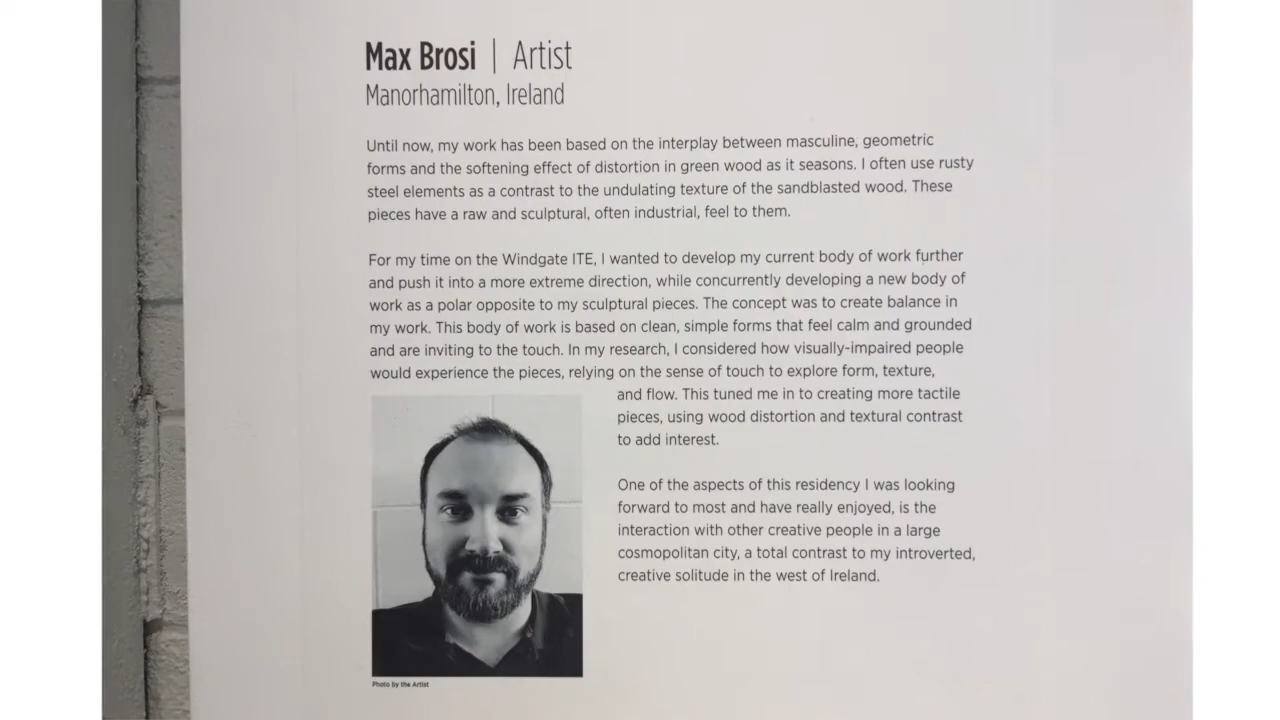 Max Brosi | Artist
Manorhamilton, Ireland
Until now, my work has been based on the interplay between masculine, geometric
forms and the softening effect of distortion in green wood as it seasons. I often use rusty
steel elements as a contrast to the undulating texture of the sandblasted wood. These
pieces have a raw and sculptural, often industrial, feel to them.
For my time on the Windgate ITE, I wanted to develop my current body of work further
and push it into a more extreme direction, while concurrently developing a new body of
work as a polar opposite to my sculptural pieces. The concept was to create balance in
my work. This body of work is based on clean, simple forms that feel calm and grounded
and are inviting to the touch. In my research, I considered how visually-impaired people
would experience the pieces, relying on the sense of touch to explore form, texture,
and flow. This tuned me in to creating more tactile
pieces, using wood distortion and textural contrast
to add interest.
One of the aspects of this residency I was looking
forward to most and have really enjoyed, is the
interaction with other creative people in a large
cosmopolitan city, a total contrast to my introverted,
creative solitude in the west of Ireland.
Photo by the Artist